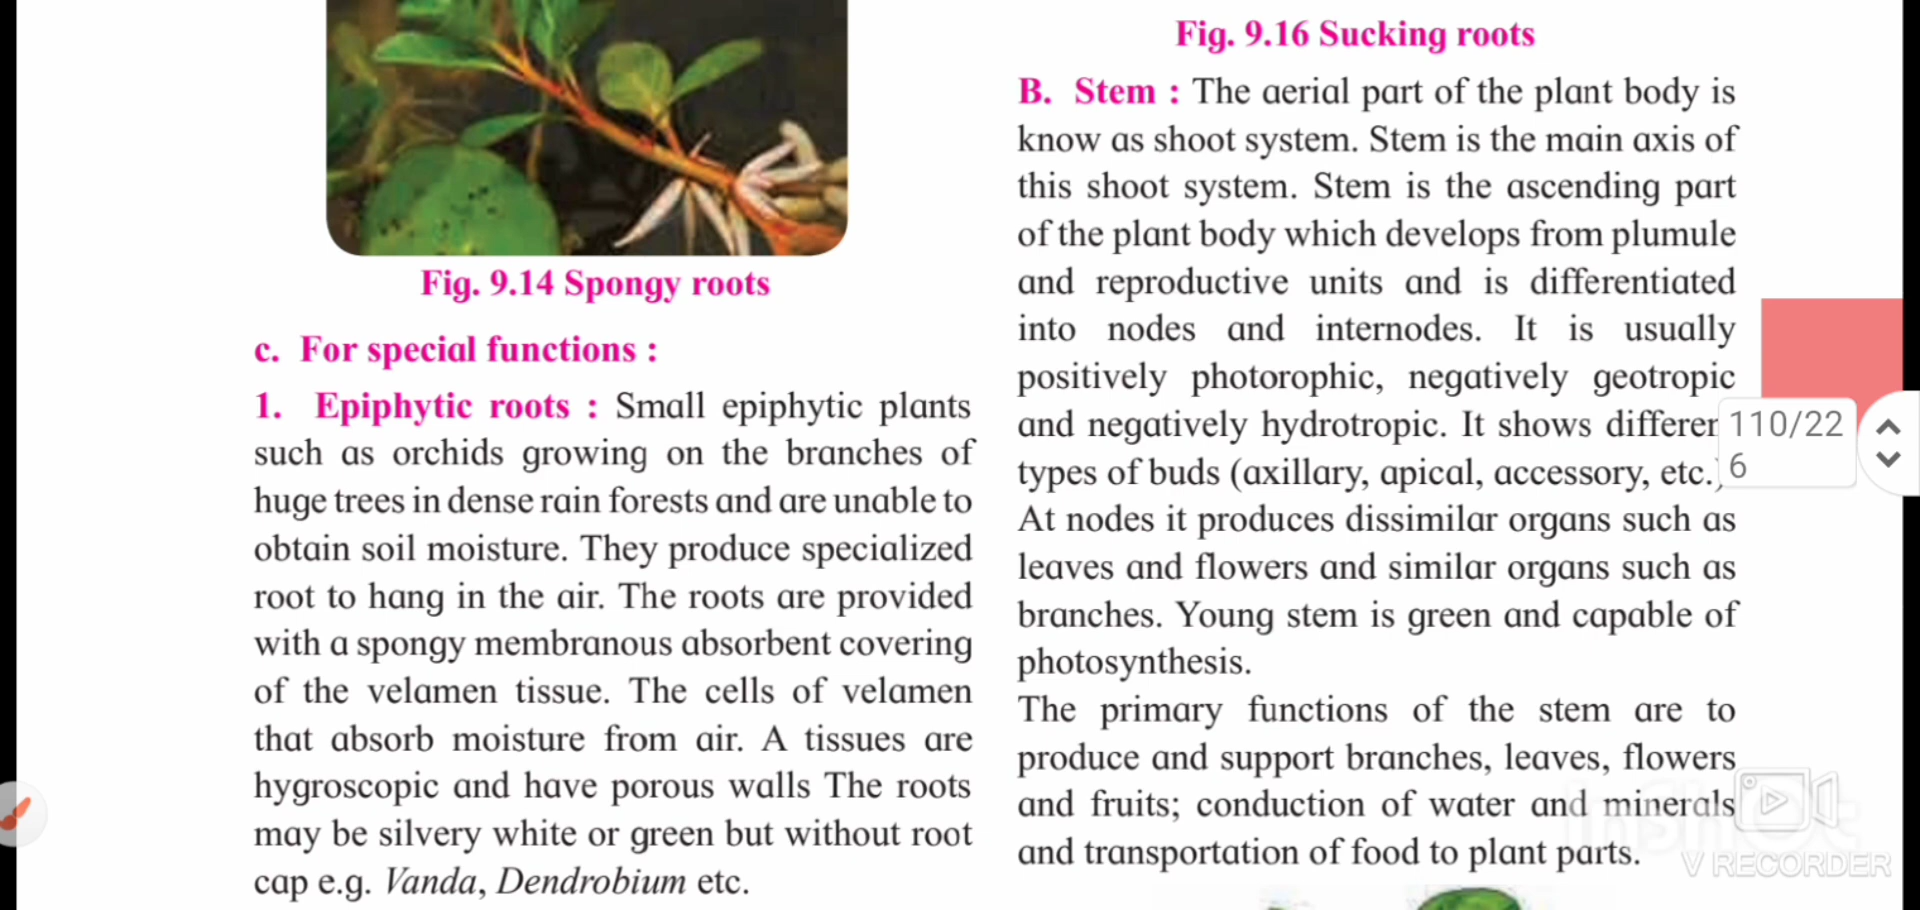 Fig. 9.14 Spongy roots
c. For special functions :
1. Epiphytic roots : Small epiphytic plants
such as orchids growing on the branches of
huge trees in dense rain forests and are unable to
obtain soil moisture. They produce specialized
root to hang in the air. The roots are provided
with a spongy membranous absorbent covering
of the velamen tissue. The cells of velamen
that absorb moisture from air. A tissues are
hygroscopic and have porous walls The roots
may be silvery white or green but without root
cap e.g. Vanda, Dendrobium etc.
Fig. 9.16 Sucking roots
B. Stem : The aerial part of the plant body is
know as shoot system. Stem is the main axis of
this shoot system. Stem is the ascending part
of the plant body which develops from plumule
and reproductive units and is differentiated
into nodes and internodes. It is usually
positively photorophic, negatively geotropic
and negatively hydrotropic. It shows differen
types of buds (axillary, apical, accessory, etc.)
At nodes it produces dissimilar organs such as
leaves and flowers and similar organs such as
branches. Young stem is green and capable of
photosynthesis.
The primary functions of the stem are to
produce and support branches, leaves, flowers
and fruits; conduction of water and minerals
and transportation of food to plant parts.
110/22
6
InShot
V RECORDER